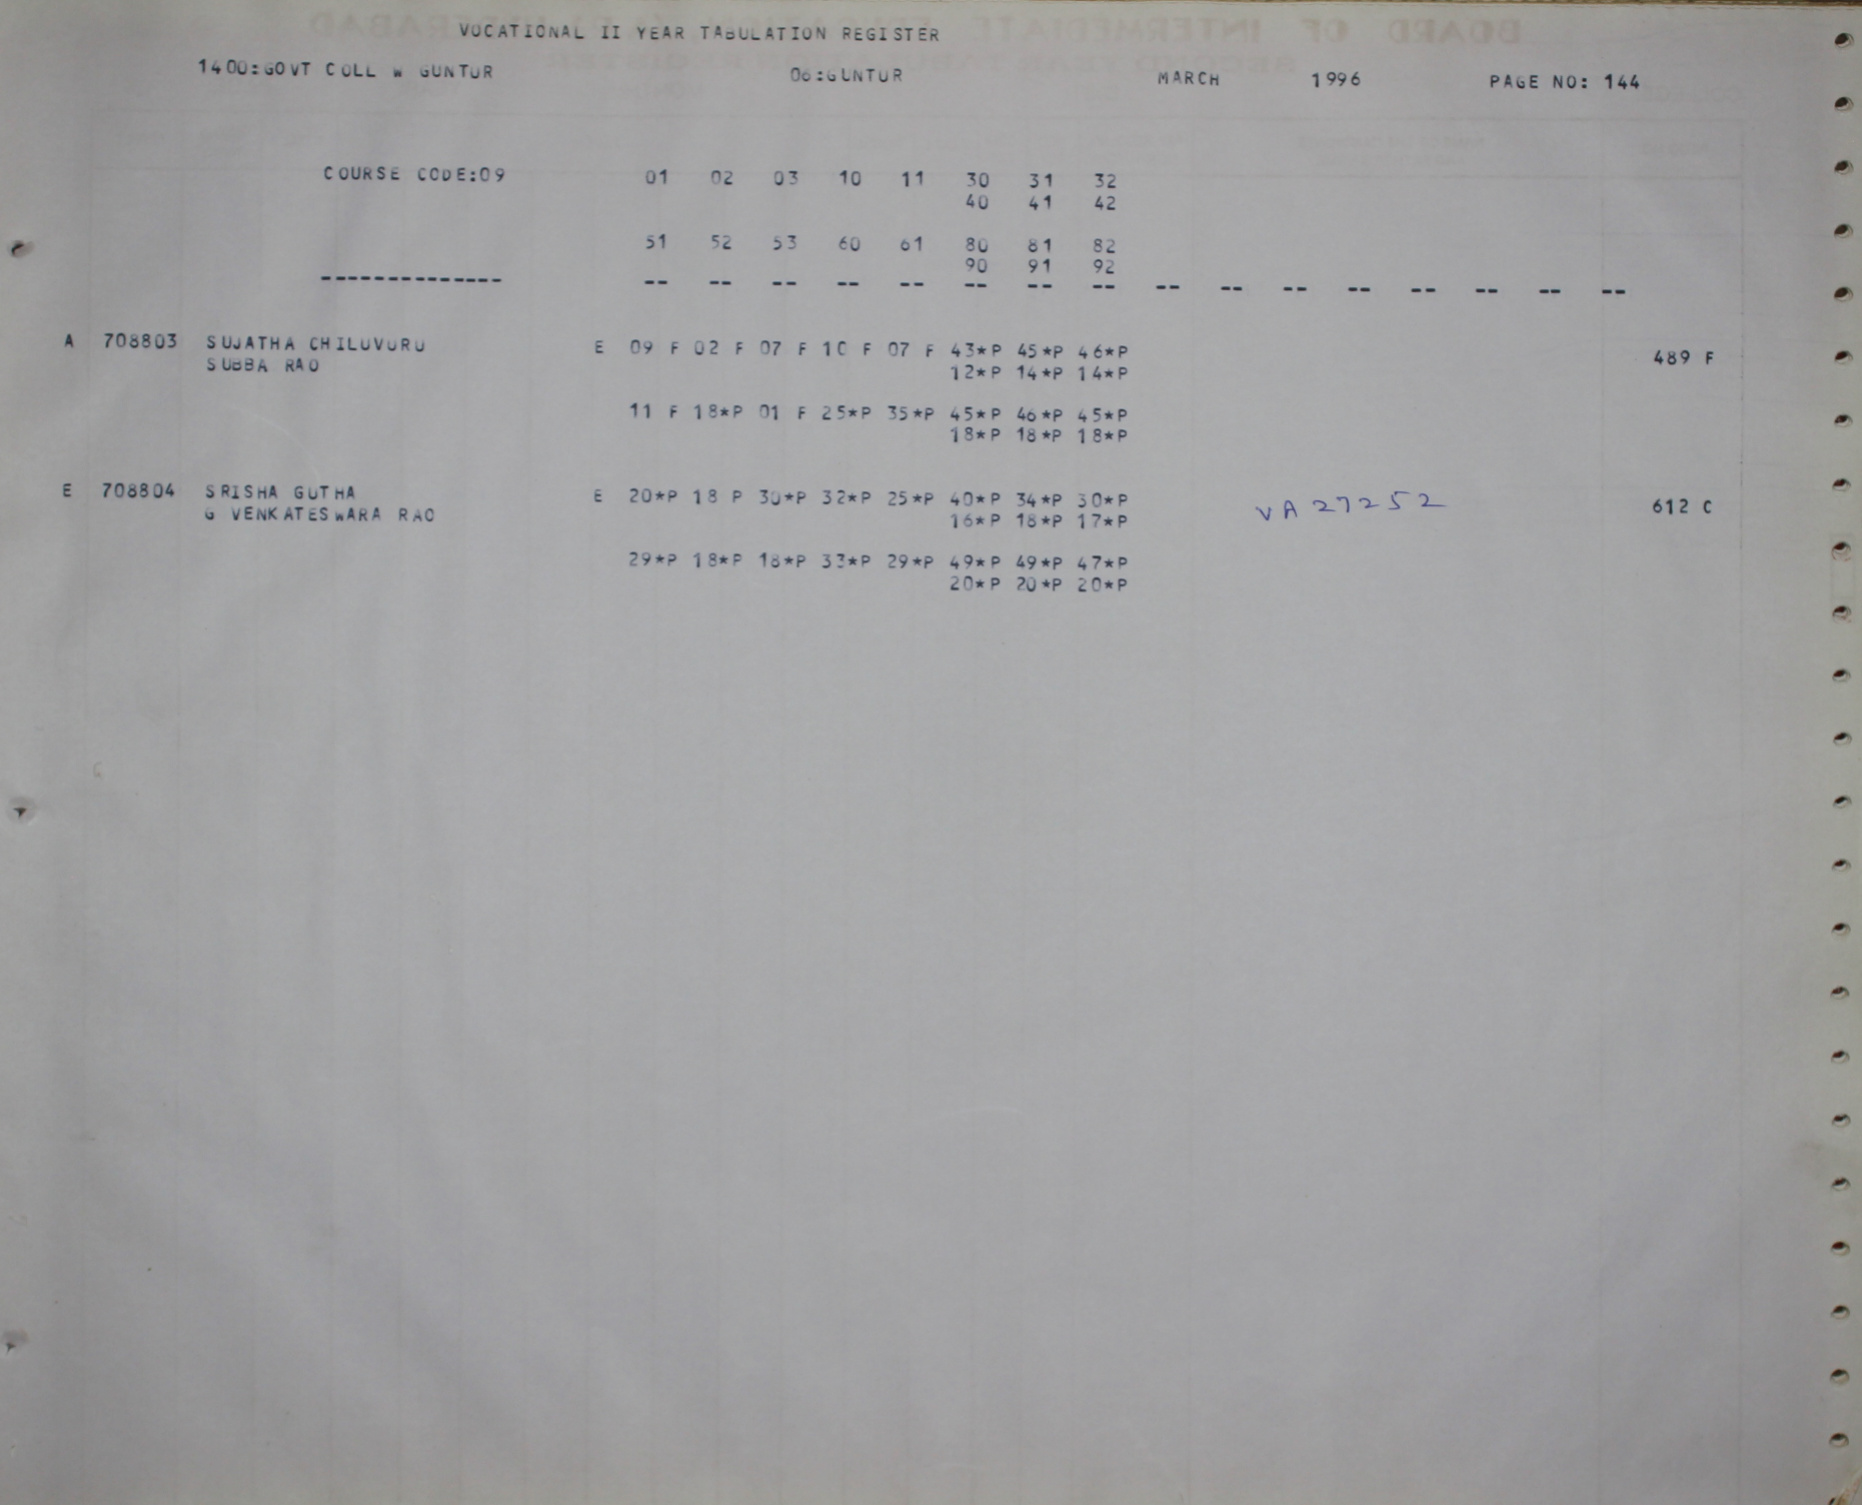 VOCATIONAL II YEAR TABULATION REGISTER
1400:GOVT COLL W GUNTUR 06:GUNTUR MARCH 1996 PAGE NO: 144
COURSE CODE:09 01 02 03 10 11 30 31 32
40 41 42
51 52 53 60 61 80 81 82
90 91 92
-------------- -- -- -- -- -- -- -- -- -- -- -- -- -- -- -- --
A 708803 SUJATHA CHILUVURU E 09 F 02 F 07 F 10 F 07 F 43*P 45*P 46*P 489 F
SUBBA RAO 12*P 14*P 14*P
11 F 18*P 01 F 25*P 35*P 45*P 46*P 45*P
18*P 18*P 18*P
E 708804 SRISHA GUTHA E 20*P 18 P 30*P 32*P 25*P 40*P 34*P 30*P VA27252 612 C
G VENKATESWARA RAO 16*P 18*P 17*P
29*P 18*P 18*P 33*P 29*P 49*P 49*P 47*P
20*P 20*P 20*P